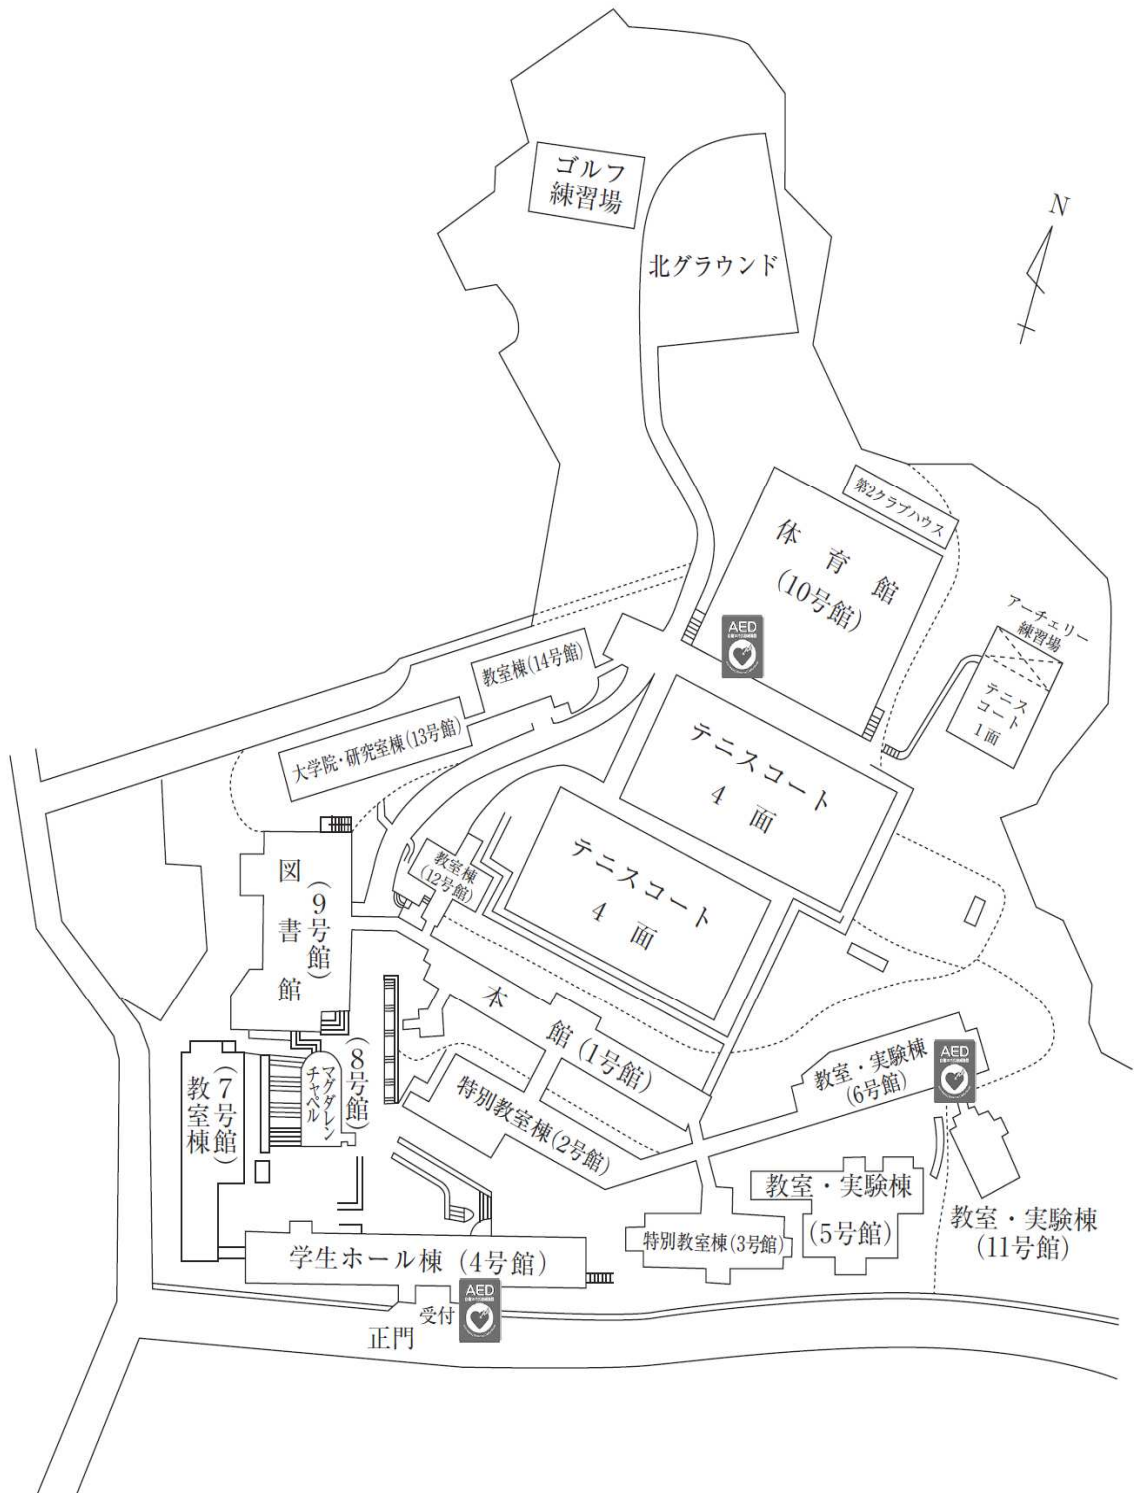 ゴルフ
練習場
N
北グラウンド
第2クラブハウス
体育館
(10号館)
アーチェリー
練習場
AED
教室棟(14号館)
テニス
コート
1面
大学院・研究室棟(13号館)
テニスコート
4面
テニスコート
4面
教室棟
(12号館)
図書館
(9号館)
本館(1号館)
教室・実験棟
(6号館)
AED
(8号館)
マグダレン
チャペル
(7号館)
教室棟
特別教室棟(2号館)
教室・実験棟
(5号館)
教室・実験棟
(11号館)
特別教室棟(3号館)
学生ホール棟(4号館)
AED
受付
正門